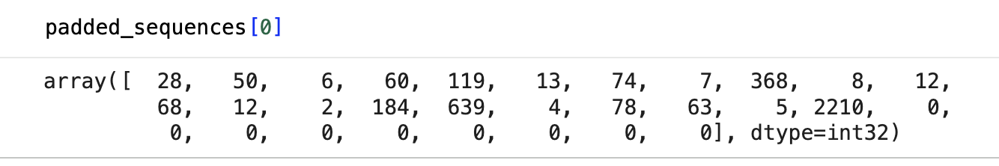 padded_sequences[0]
array([  28,   50,    6,   60,  119,   13,   74,    7,  368,    8,   12,
         68,   12,    2,  184,  639,    4,   78,   63,    5, 2210,    0,
          0,    0,    0,    0,    0,    0,    0,    0], dtype=int32)